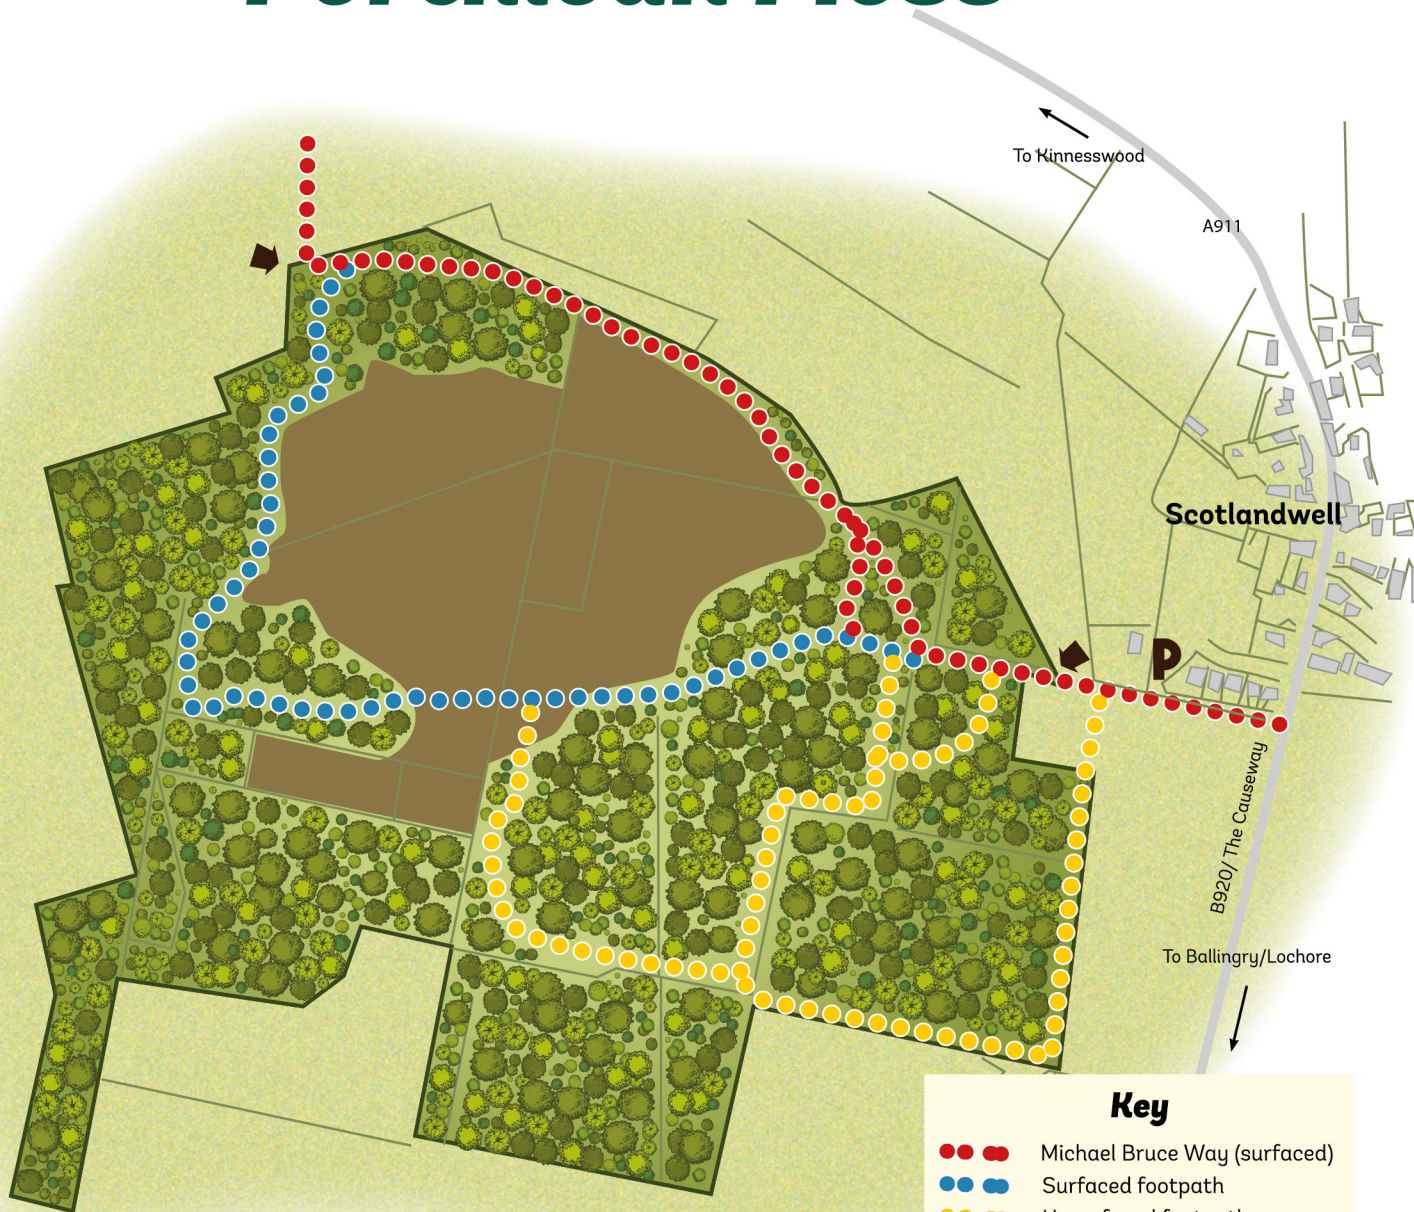 To Kinnesswood
A911
Scotlandwell
P
B920/ The Causeway
To Ballingry/Lochore
Key
Michael Bruce Way (surfaced)
Surfaced footpath